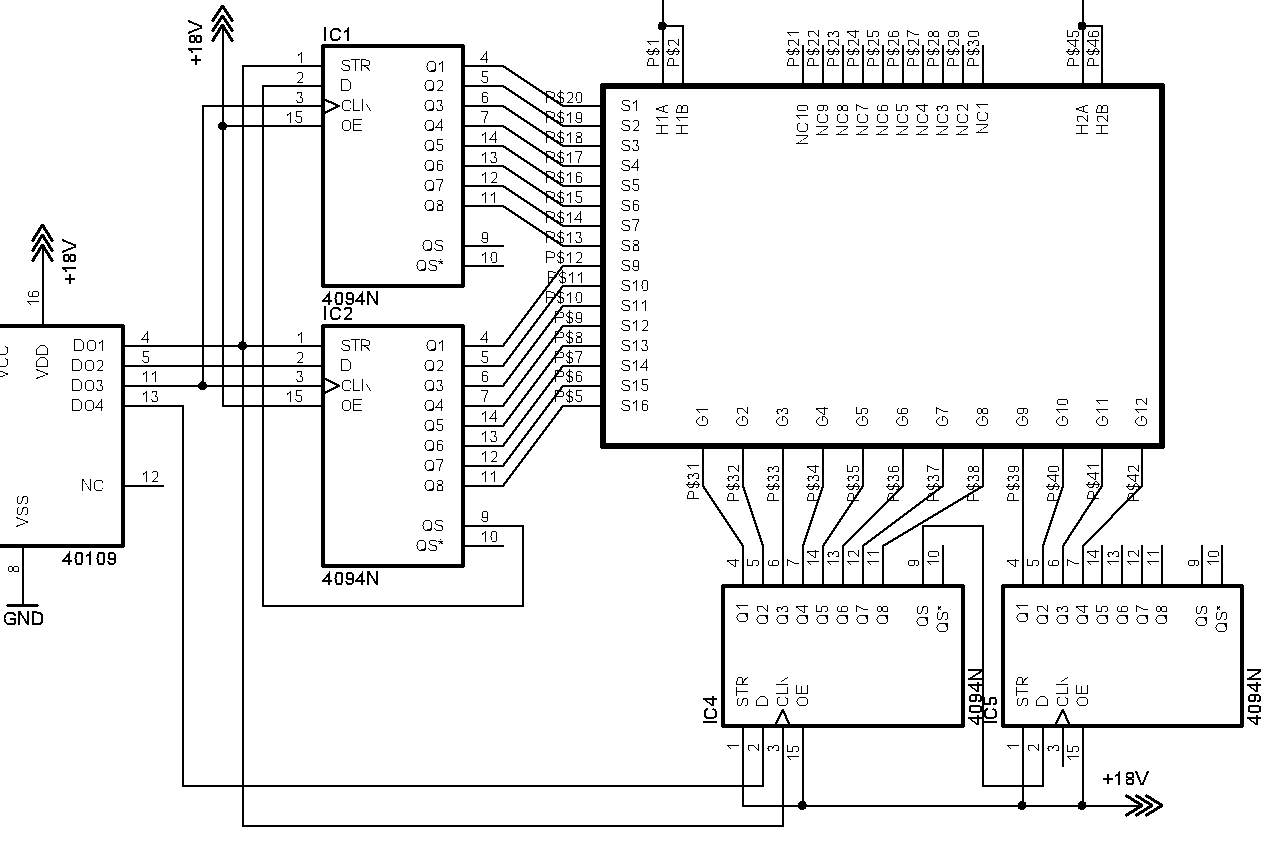 +18V
IC1
1 STR Q1 4
2 D Q2 5
3 CLK Q3 6
15 OE Q4 7
Q5 14
Q6 13
Q7 12
Q8 11
QS 9
QS* 10
4094N
IC2
1 STR Q1 4
2 D Q2 5
3 CLK Q3 6
15 OE Q4 7
Q5 14
Q6 13
Q7 12
Q8 11
QS 9
QS* 10
4094N
+18V
16
VCC
VDD
DO1 4
DO2 5
DO3 11
DO4 13
NC 12
VSS
40109
8
GND
P$1 P$2 P$21 P$22 P$23 P$24 P$25 P$26 P$27 P$28 P$29 P$30 P$45 P$46
H1A H1B NC10 NC9 NC8 NC7 NC6 NC5 NC4 NC3 NC2 NC1 H2A H2B
P$20 S1
P$19 S2
P$18 S3
P$17 S4
P$16 S5
P$15 S6
P$14 S7
P$13 S8
P$12 S9
P$11 S10
P$10 S11
P$9 S12
P$8 S13
P$7 S14
P$6 S15
P$5 S16
G1 G2 G3 G4 G5 G6 G7 G8 G9 G10 G11 G12
P$31 P$32 P$33 P$34 P$35 P$36 P$37 P$38 P$39 P$40 P$41 P$42
4 5 6 7 14 13 12 11 9 10
Q1 Q2 Q3 Q4 Q5 Q6 Q7 Q8 QS QS*
STR D CLK OE
IC4
4094N
1 2 3 15
4 5 6 7 14 13 12 11 9 10
Q1 Q2 Q3 Q4 Q5 Q6 Q7 Q8 QS QS*
STR D CLK OE
IC5
4094N
1 2 3 15
+18V